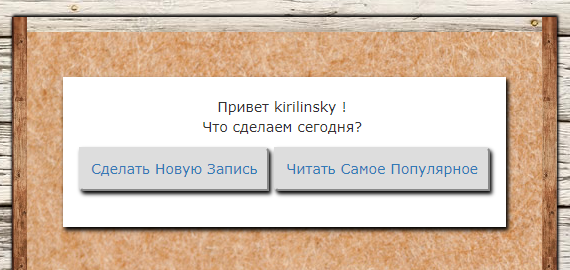 Привет kirilinsky !
Что сделаем сегодня?
Сделать Новую Запись
Читать Самое Популярное